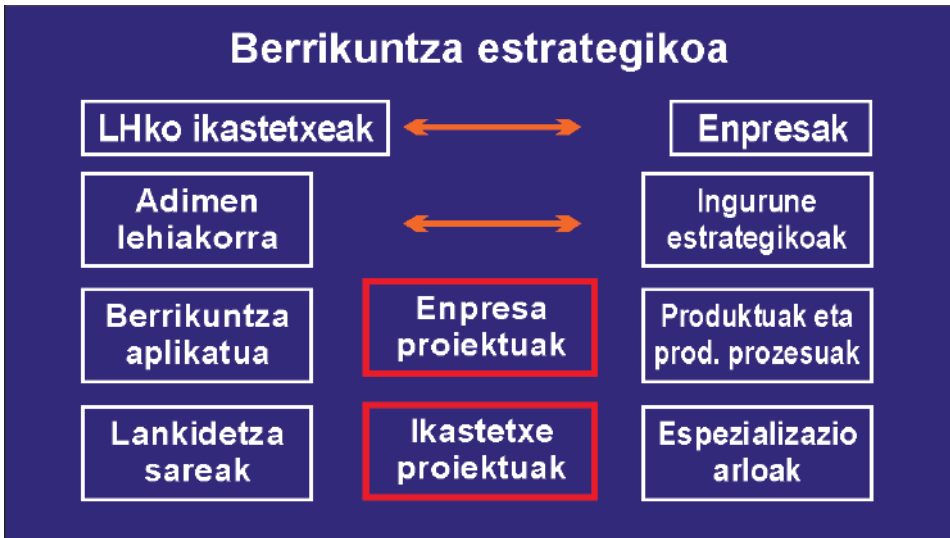 Berrikuntza estrategikoa
LHko ikastetxeak
Enpresak
Adimen
lehiakorra
Ingurune
estrategikoak
Berrikuntza
aplikatua
Enpresa
proiektuak
Produktuak eta
prod. prozesuak
Lankidetza
sareak
Ikastetxe
proiektuak
Espezializazio
arloak